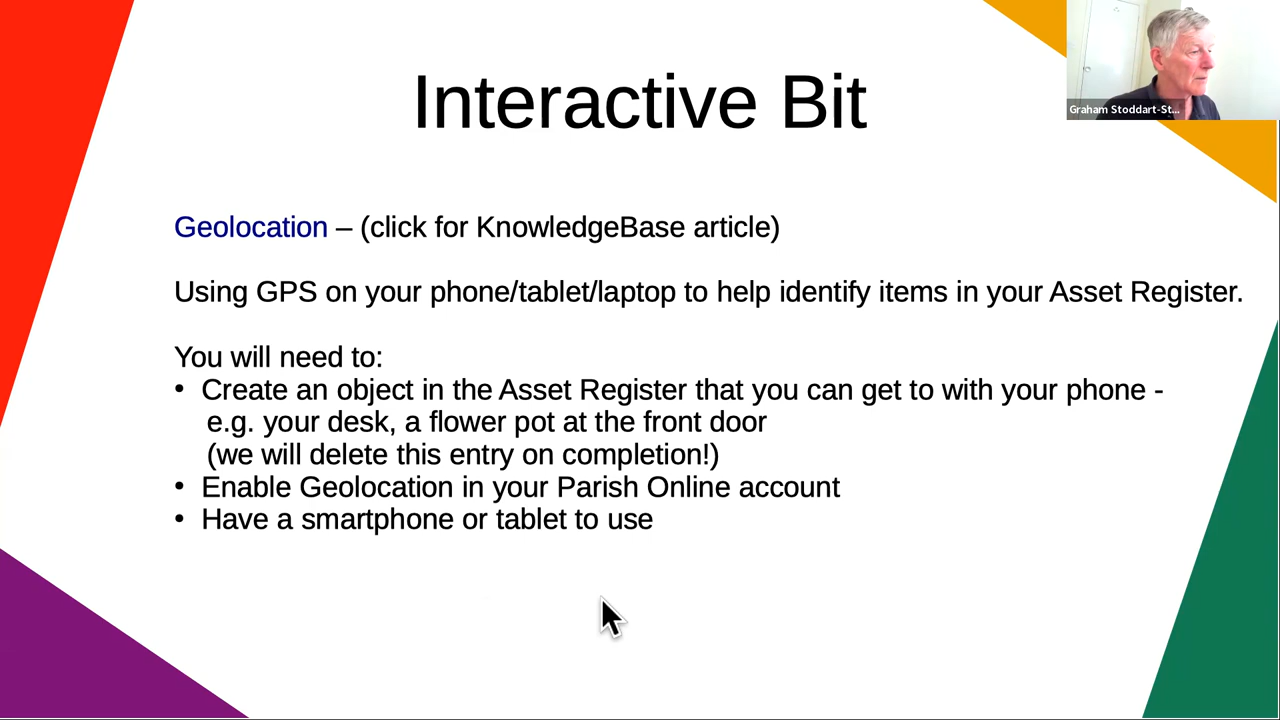 Interactive Bit
Graham Stoddart-St...
Geolocation – (click for KnowledgeBase article)
Using GPS on your phone/tablet/laptop to help identify items in your Asset Register.
You will need to:
• Create an object in the Asset Register that you can get to with your phone -
e.g. your desk, a flower pot at the front door
(we will delete this entry on completion!)
• Enable Geolocation in your Parish Online account
• Have a smartphone or tablet to use